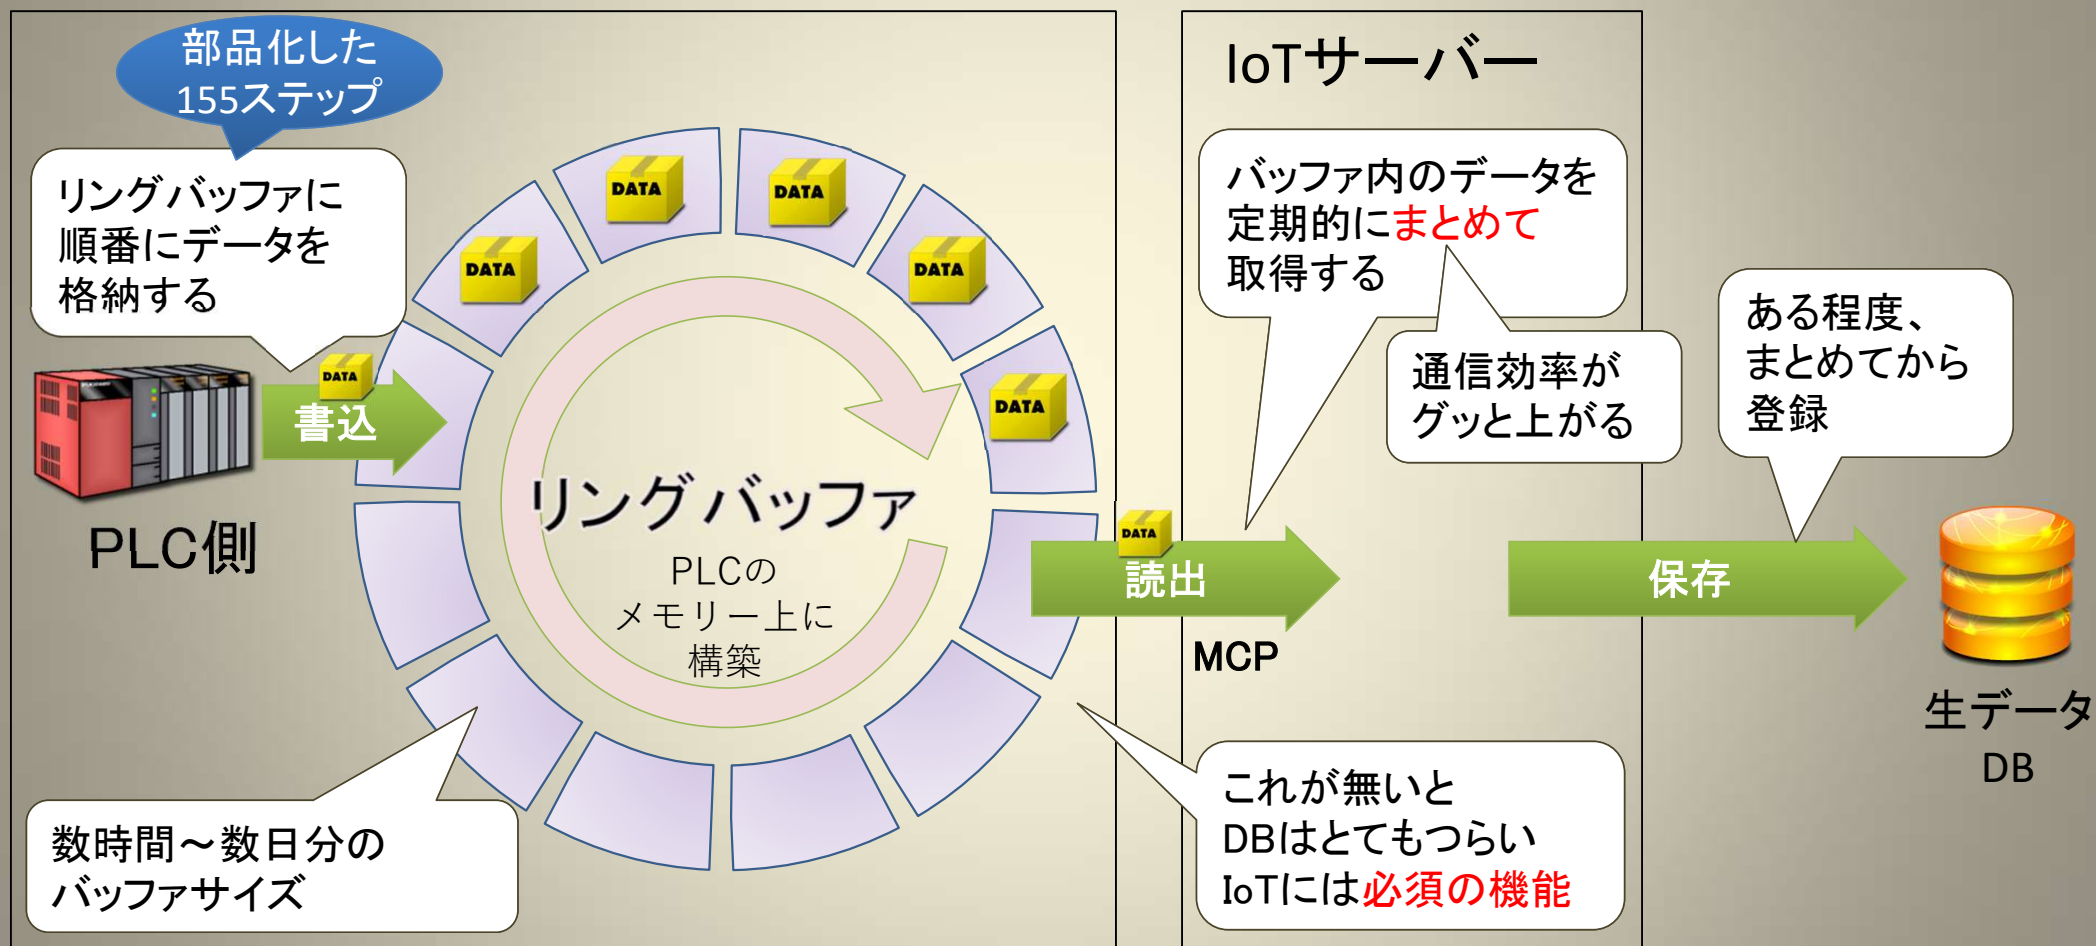 部品化した
155ステップ
リングバッファに
順番にデータを
格納する
DATA
書込
PLC側
DATA
DATA
DATA
DATA
DATA
リングバッファ
PLCの
メモリー上に
構築
数時間～数日分の
バッファサイズ
IoTサーバー
バッファ内のデータを
定期的にまとめて
取得する
通信効率が
グッと上がる
DATA
読出
MCP
これが無いと
DBはとてもつらい
IoTには必須の機能
ある程度、
まとめてから
登録
保存
生データ
DB